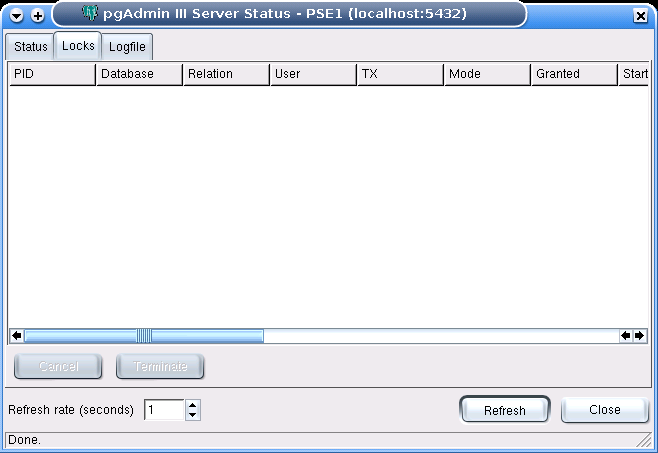 pgAdmin III Server Status - PSE1 (localhost:5432)
Status Locks Logfile
PID Database Relation User TX Mode Granted Start
Cancel Terminate
Refresh rate (seconds) 1 Refresh Close
Done.